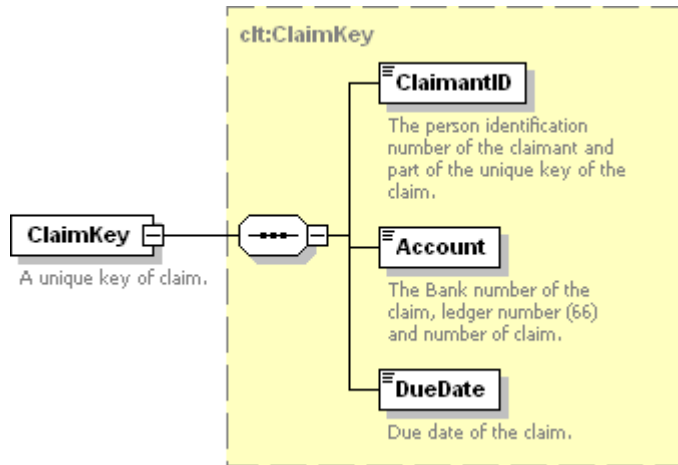 clt:ClaimKey
ClaimantID
The person identification
number of the claimant and
part of the unique key of the
claim.
ClaimKey
A unique key of claim.
Account
The Bank number of the
claim, ledger number (66)
and number of claim.
DueDate
Due date of the claim.